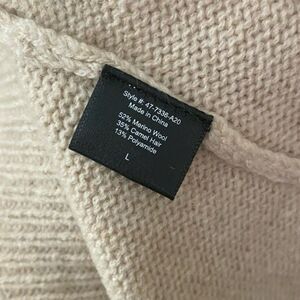 Style #: 47-7336-A20
Made in China
52% Merino Wool
35% Camel Hair
13% Polyamide
L